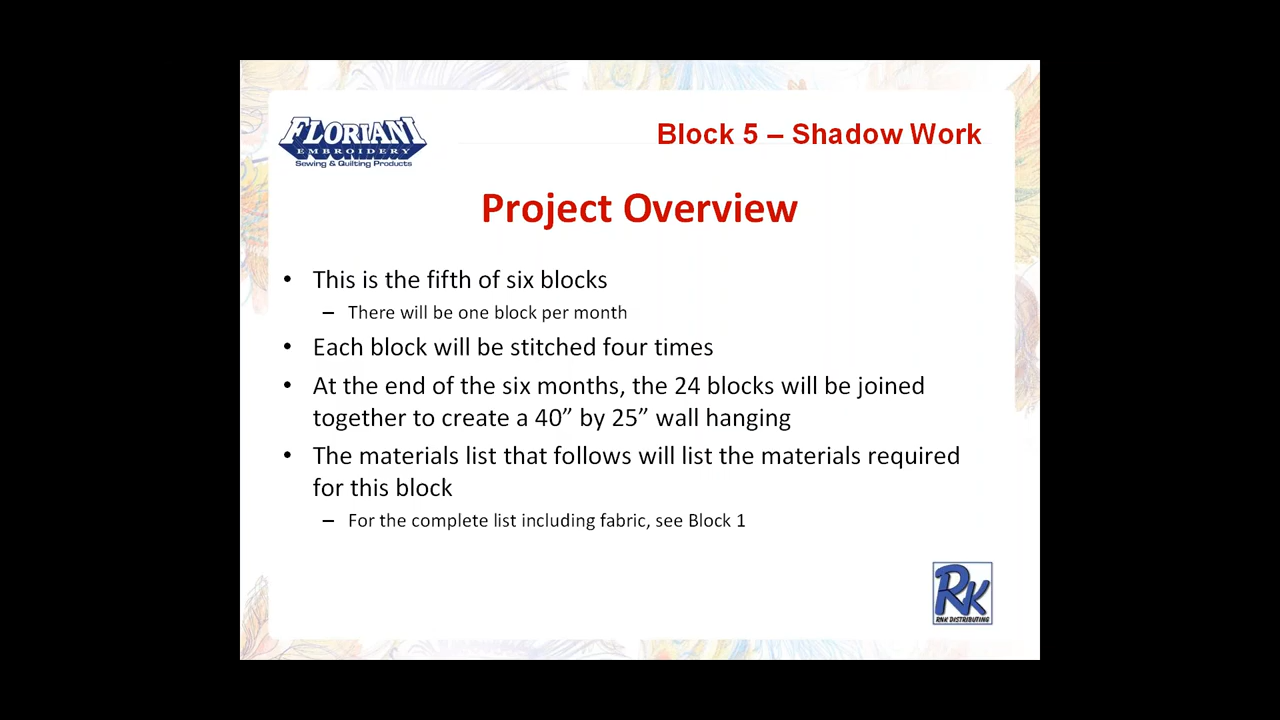 FLORIANI
EMBROIDERY
Sewing & Quilting Products
Block 5 – Shadow Work
Project Overview
• This is the fifth of six blocks
– There will be one block per month
• Each block will be stitched four times
• At the end of the six months, the 24 blocks will be joined
together to create a 40” by 25” wall hanging
• The materials list that follows will list the materials required
for this block
– For the complete list including fabric, see Block 1
RK
RNK DISTRIBUTING